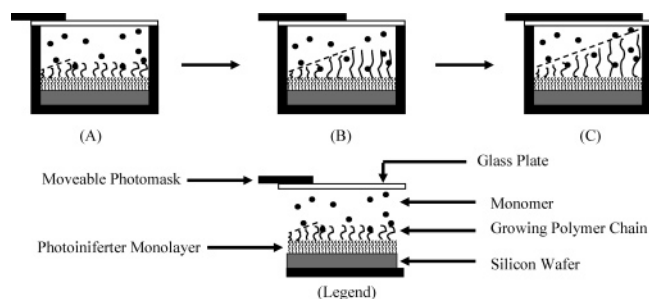 (A)
(B)
(C)
Glass Plate
Moveable Photomask
Monomer
Growing Polymer Chain
Photoiniferter Monolayer
Silicon Wafer
(Legend)